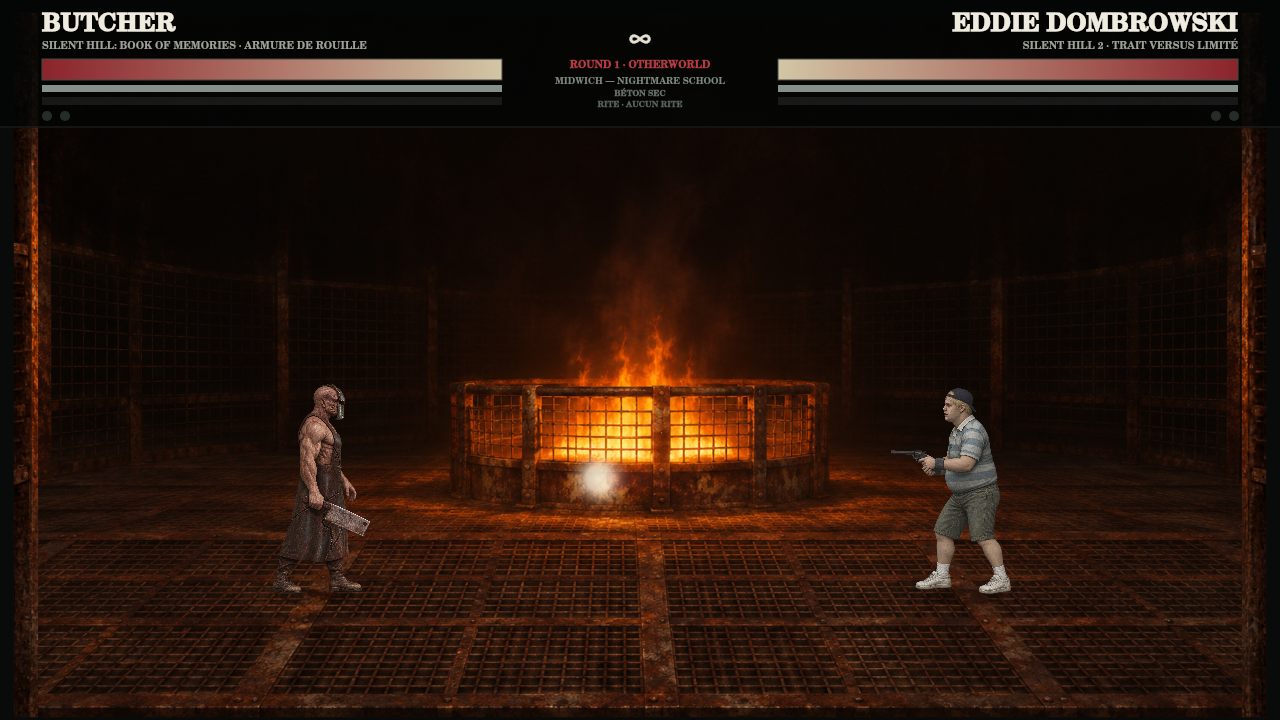 BUTCHER
SILENT HILL: BOOK OF MEMORIES · ARMURE DE ROUILLE
∞
ROUND 1 · OTHERWORLD
MIDWICH — NIGHTMARE SCHOOL
BÉTON SEC
RITE · AUCUN RITE
EDDIE DOMBROWSKI
SILENT HILL 2 · TRAIT VERSUS LIMITÉ